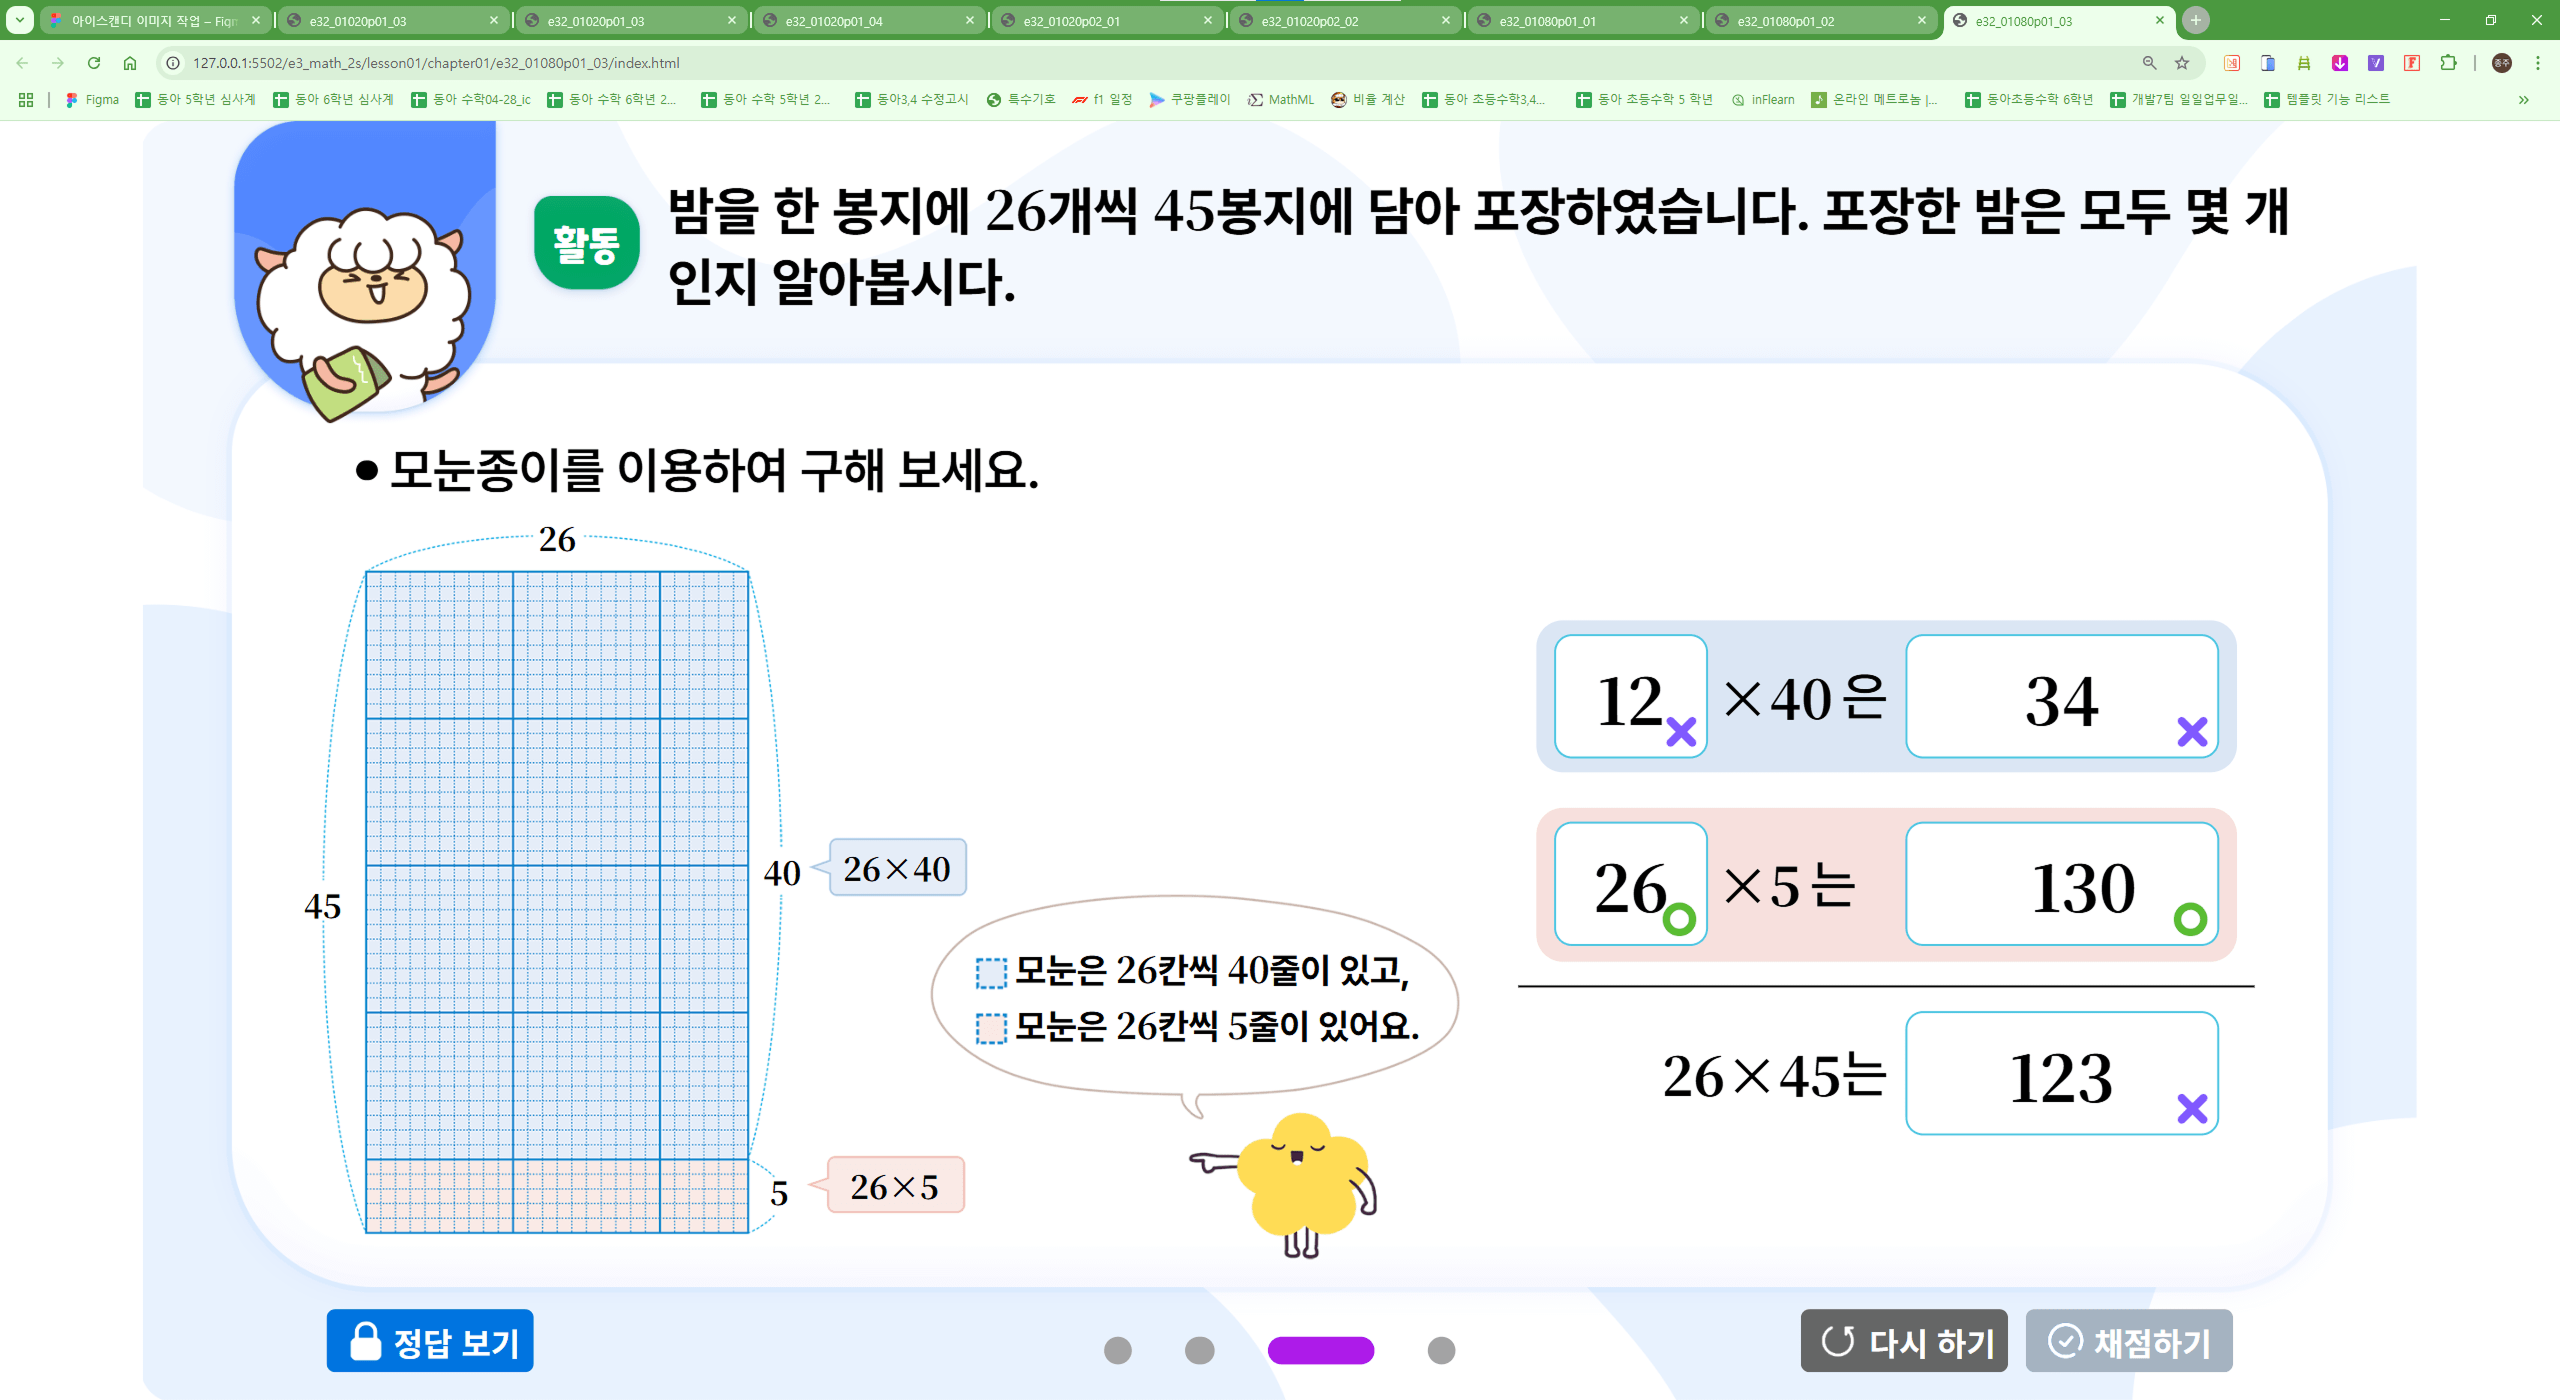 아이스캔디 이미지 작업 – Figm
e32_01020p01_03
e32_01020p01_03
e32_01020p01_04
e32_01020p02_01
e32_01020p02_02
e32_01080p01_01
e32_01080p01_02
e32_01080p01_03
127.0.0.1:5502/e3_math_2s/lesson01/chapter01/e32_01080p01_03/index.html
Figma
동아 5학년 심사계
동아 6학년 심사계
동아 수학04-28_ic
동아 수학 6학년 2...
동아 수학 5학년 2...
동아3,4 수정고시
특수기호
f1 일정
쿠팡플레이
MathML
비율 계산
동아 초등수학3,4...
동아 초등수학 5 학년
inFlearn
온라인 메트로놈 |...
동아초등수학 6학년
개발7팀 일일업무일...
템플릿 기능 리스트
활동
밤을 한 봉지에 26개씩 45봉지에 담아 포장하였습니다. 포장한 밤은 모두 몇 개
인지 알아봅시다.
● 모눈종이를 이용하여 구해 보세요.
26
45
40
26×40
5
26×5
모눈은 26칸씩 40줄이 있고,
모눈은 26칸씩 5줄이 있어요.
12 ×40은 34
26 ×5는 130
26×45는 123
정답 보기
다시 하기
채점하기